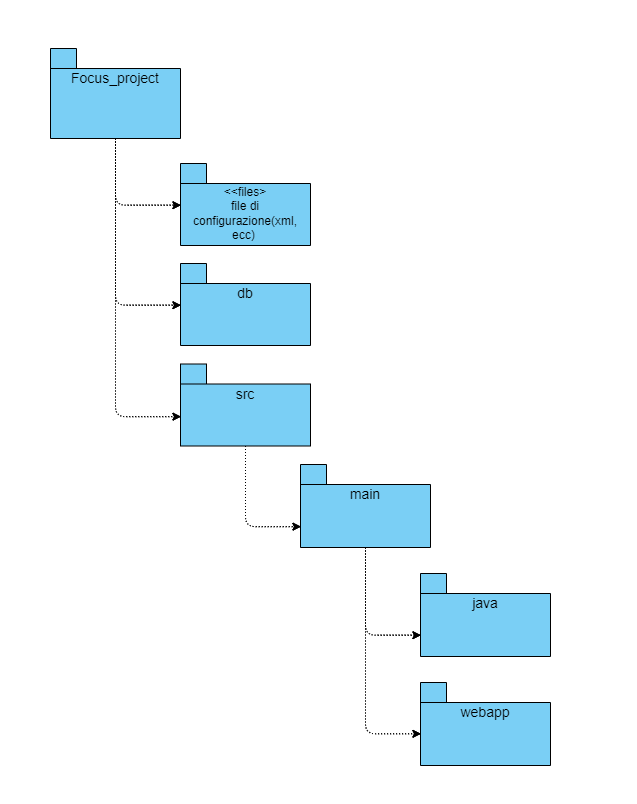 Focus_project
<<files>
file di
configurazione(xml,
ecc)
db
src
main
java
webapp